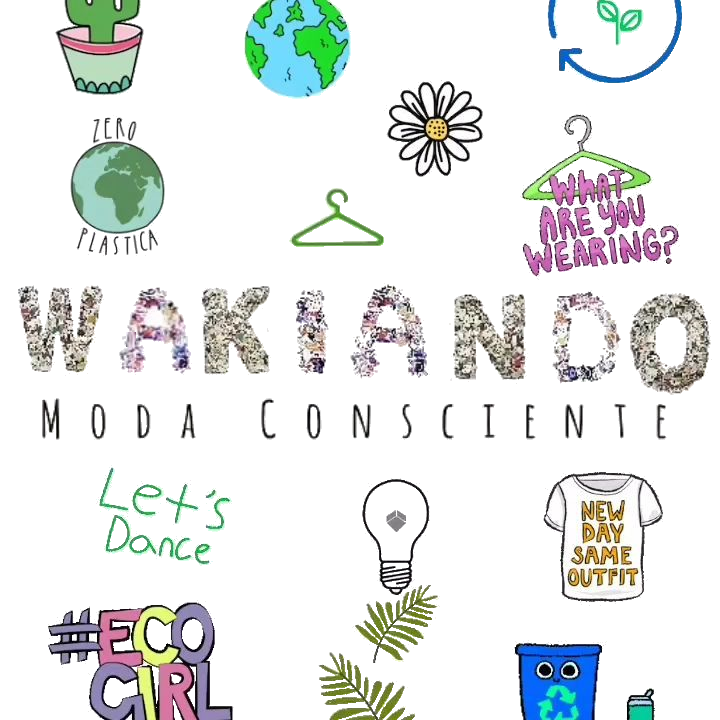 ZERO
PLASTICA
WHAT
ARE YOU
WEARING?
WAKIANDO
MODA CONSCIENTE
Let's
Dance
NEW
DAY
SAME
OUTFIT
#ECO
GIRL